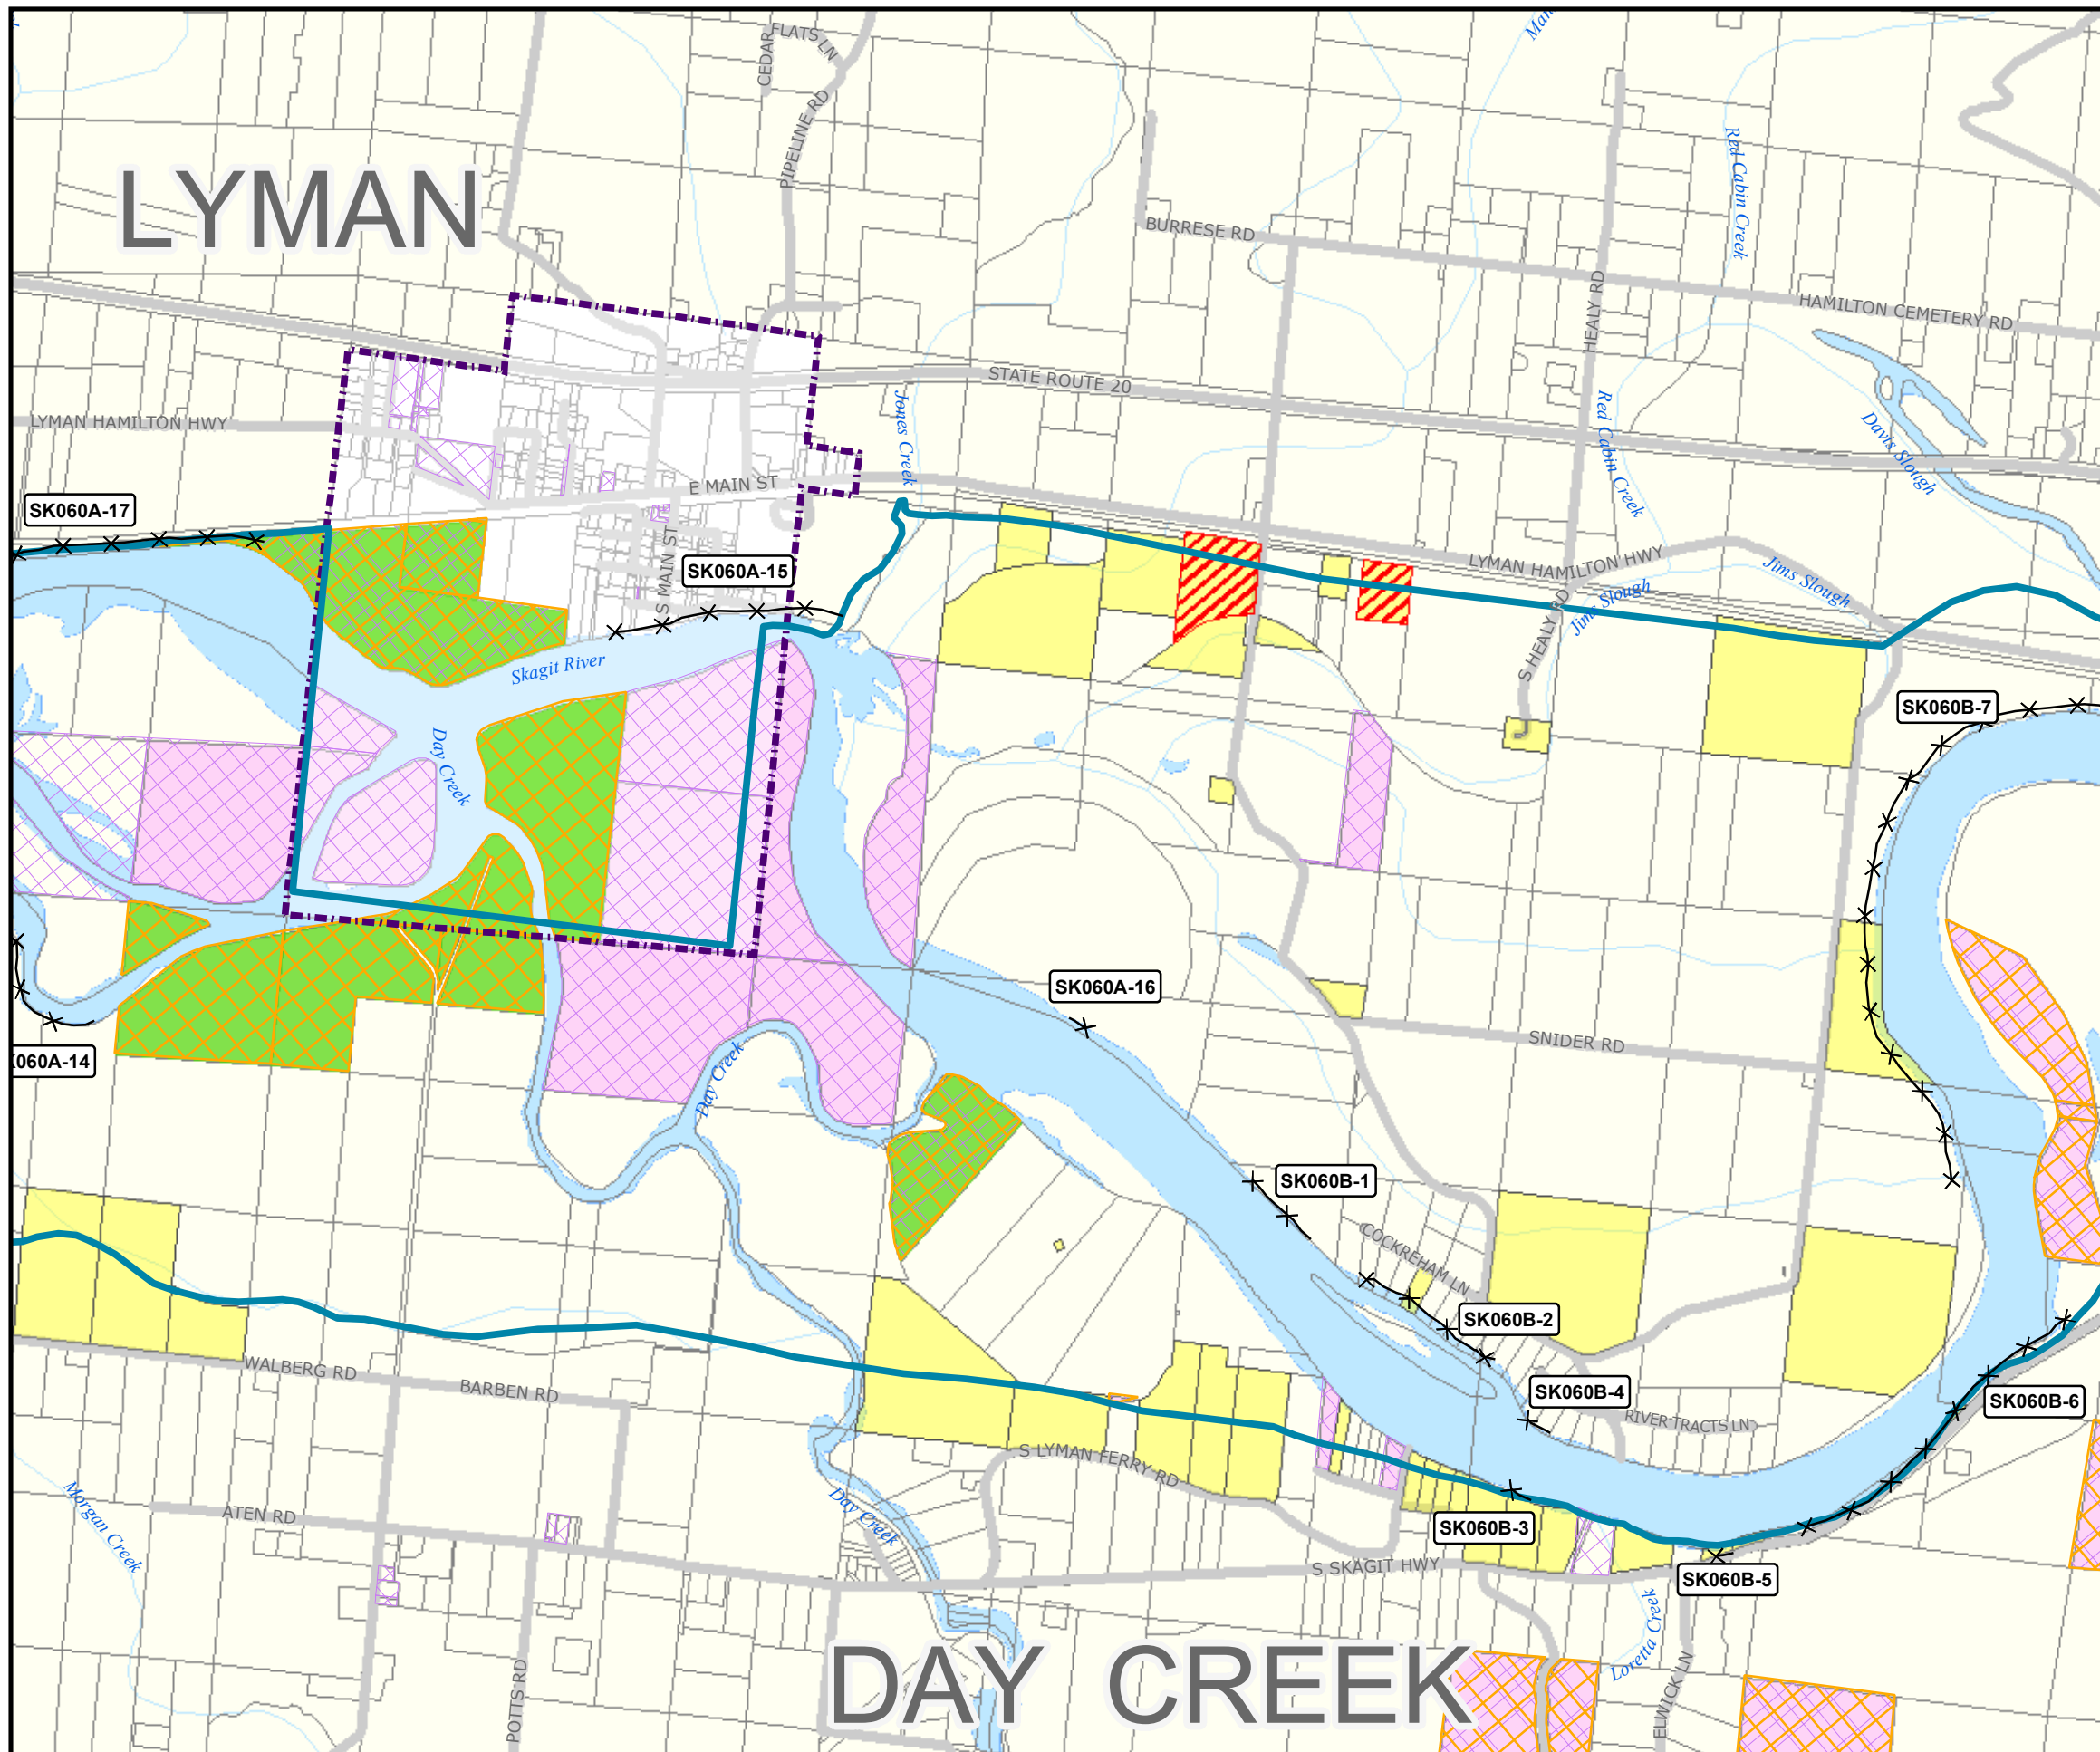 CEDAR
FLATS LN
PIPELINE RD
LYMAN
BURRESE RD
Red Cabin Creek
HAMILTON CEMETERY RD
HEALY RD
STATE ROUTE 20
LYMAN HAMILTON HWY
Jones Creek
Red Cabin Creek
Davis Slough
E MAIN ST
SK060A-17
S MAIN ST
SK060A-15
LYMAN HAMILTON HWY
Jims Slough
Jims Slough
S HEALY RD
Skagit River
SK060B-7
Day Creek
SK060A-16
SNIDER RD
K060A-14
Day Creek
SK060B-1
COCKREHAM LN
SK060B-2
WALBERG RD
BARBEN RD
SK060B-4
SK060B-6
RIVER TRACTS LN
S LYMAN FERRY RD
Morgan Creek
ATEN RD
Day Creek
SK060B-3
S SKAGIT HWY
SK060B-5
Loretta Creek
POTTS RD
ELWICK LN
DAY CREEK